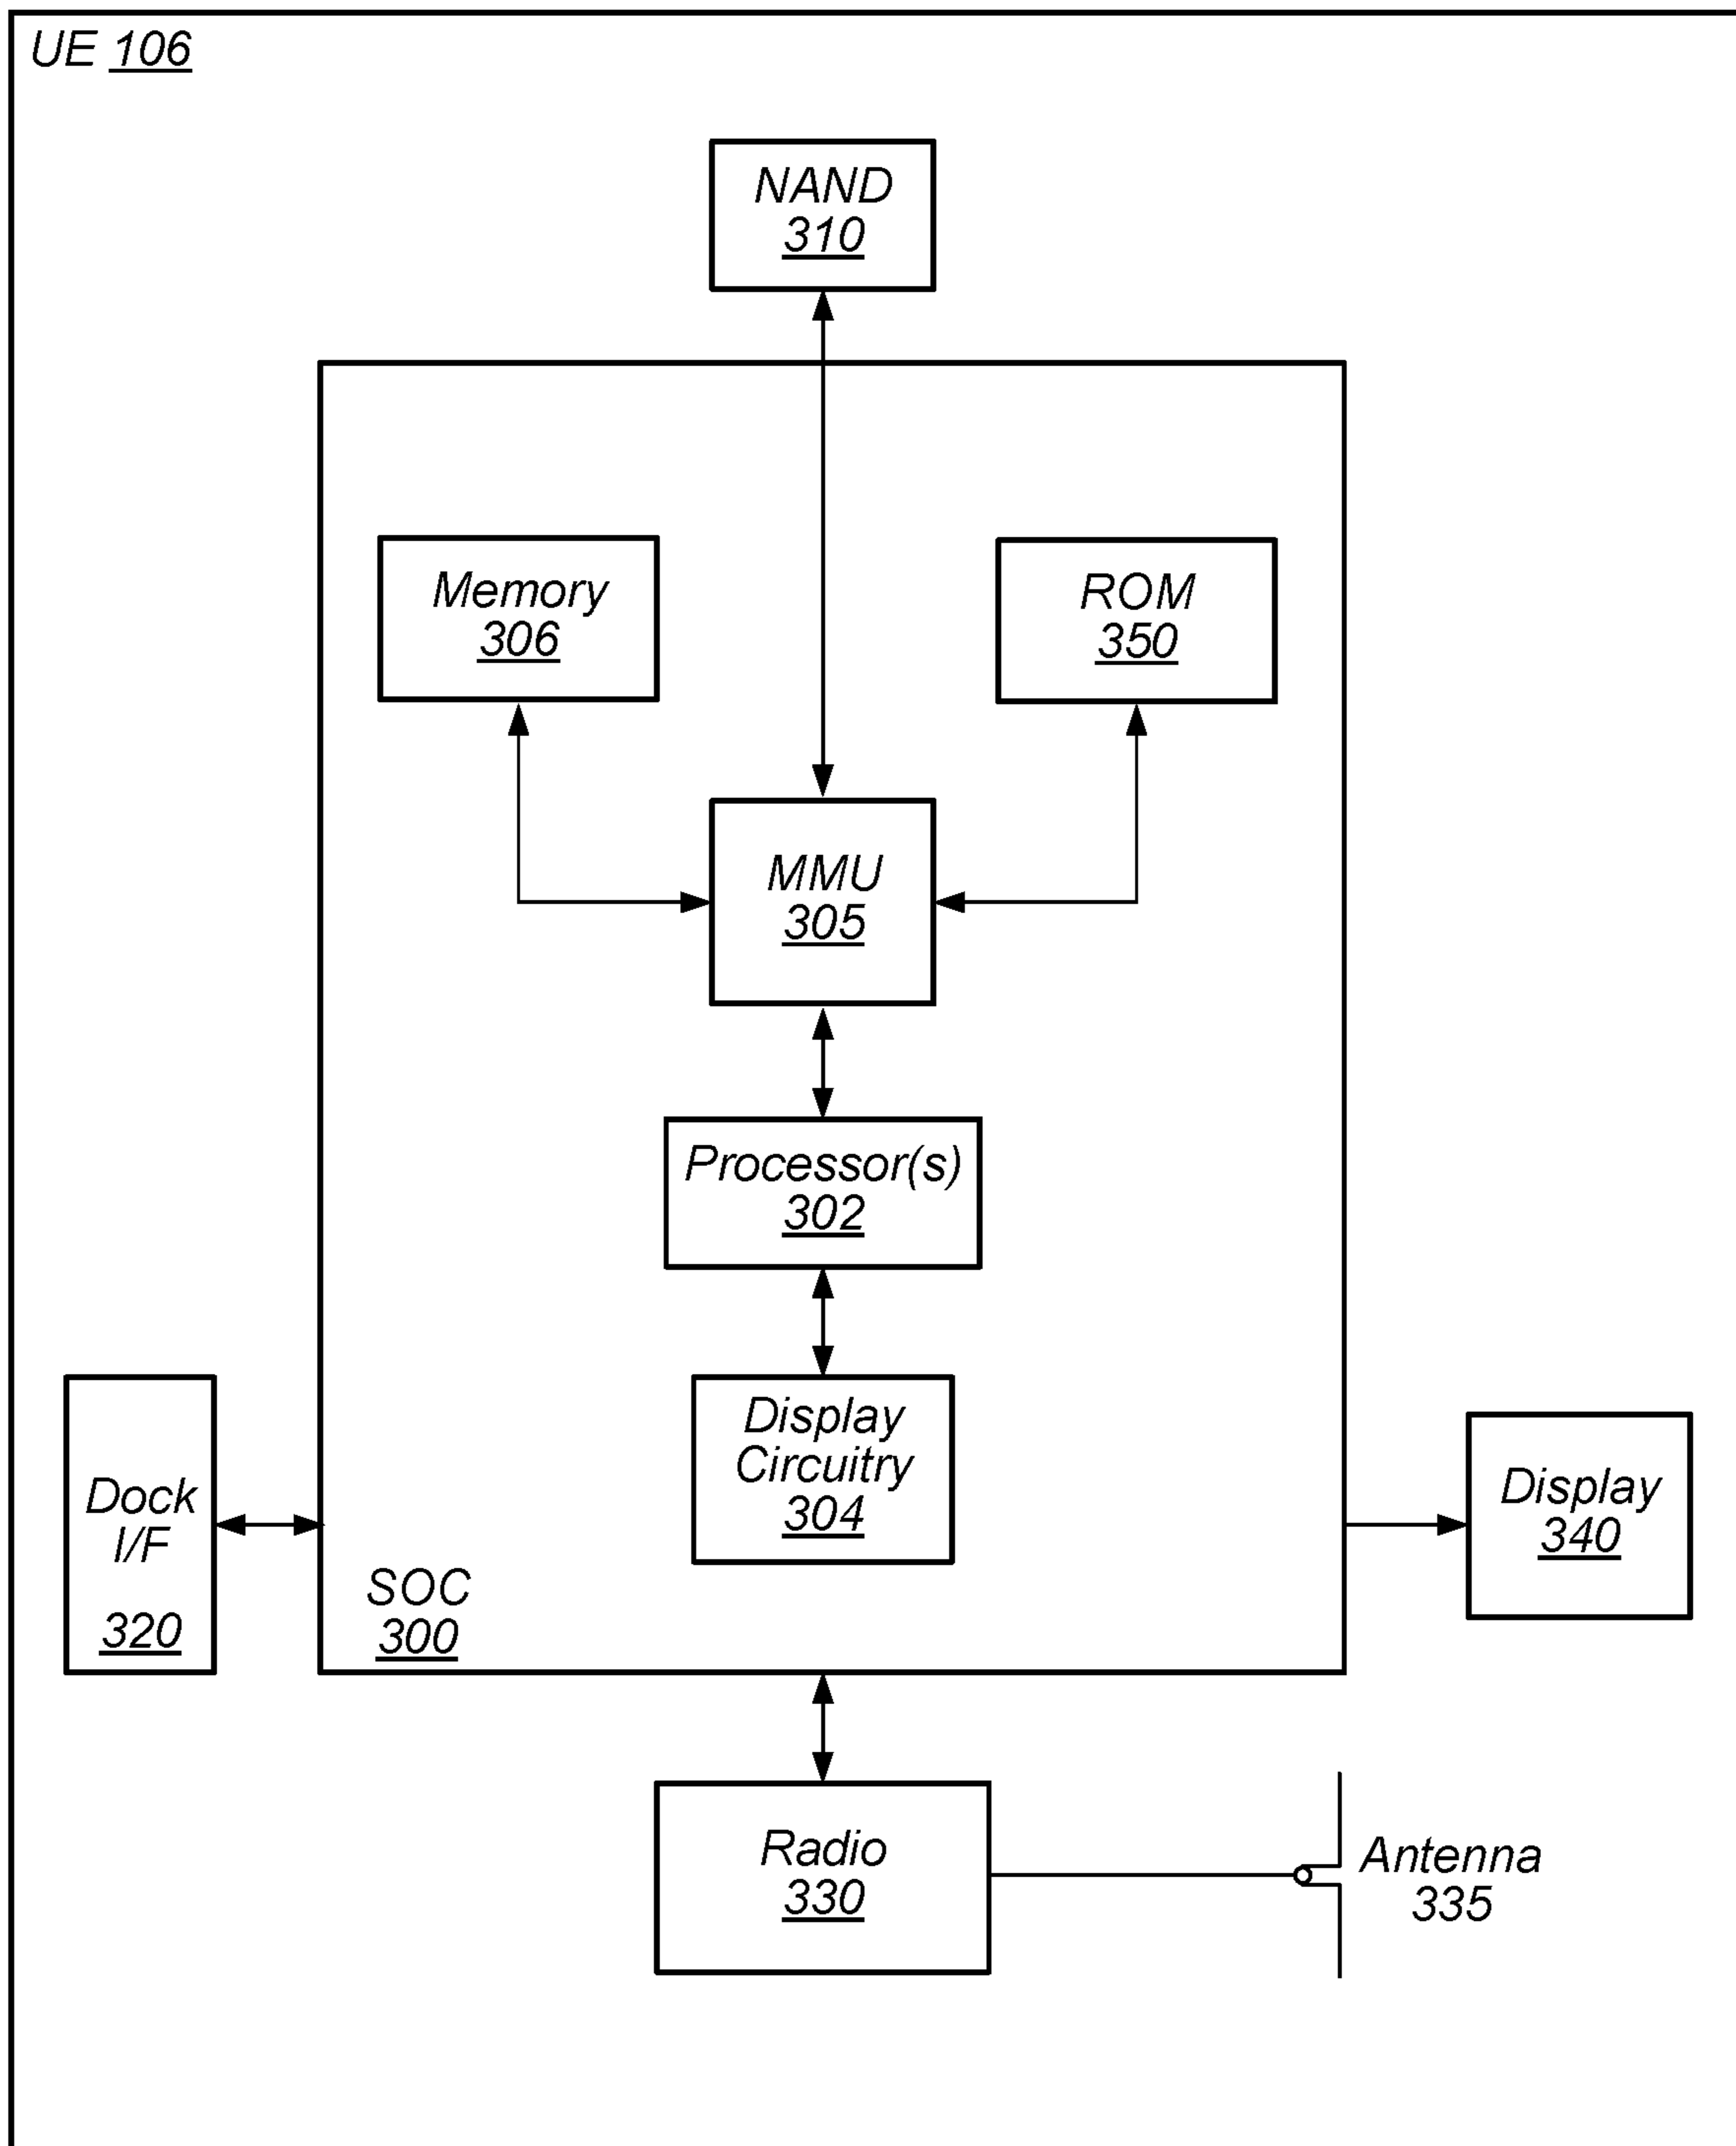 UE 106
NAND
310
Memory
306
ROM
350
MMU
305
Processor(s)
302
Display
Circuitry
304
Dock
I/F
320
SOC
300
Display
340
Radio
330
Antenna
335